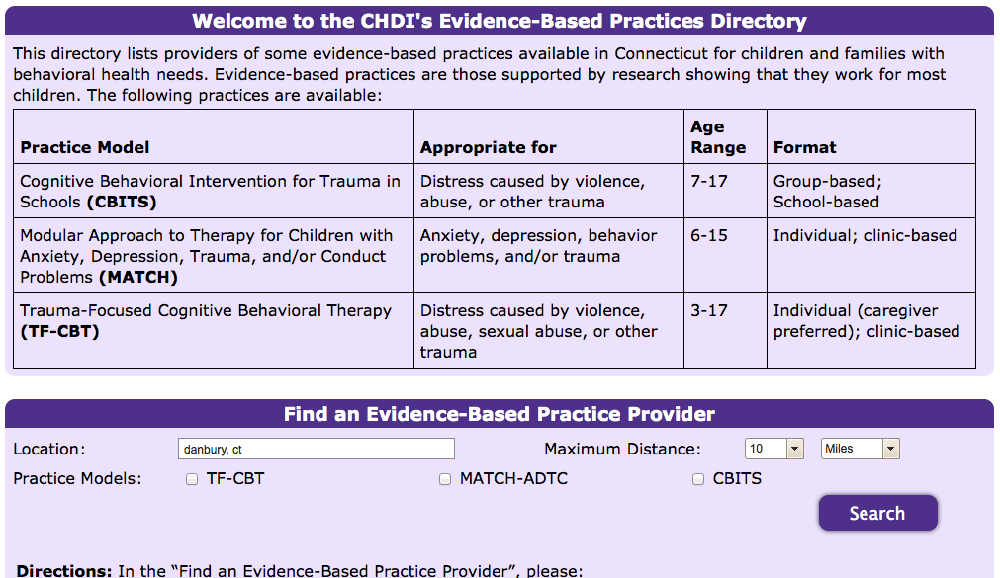 Welcome to the CHDI's Evidence-Based Practices Directory
This directory lists providers of some evidence-based practices available in Connecticut for children and families with
behavioral health needs. Evidence-based practices are those supported by research showing that they work for most
children. The following practices are available:
Practice Model
Appropriate for
Age
Range
Format
Cognitive Behavioral Intervention for Trauma in
Schools (CBITS)
Distress caused by violence,
abuse, or other trauma
7-17
Group-based;
School-based
Modular Approach to Therapy for Children with
Anxiety, Depression, Trauma, and/or Conduct
Problems (MATCH)
Anxiety, depression, behavior
problems, and/or trauma
6-15
Individual; clinic-based
Trauma-Focused Cognitive Behavioral Therapy
(TF-CBT)
Distress caused by violence,
abuse, sexual abuse, or other
trauma
3-17
Individual (caregiver
preferred); clinic-based
Find an Evidence-Based Practice Provider
Location: danbury, ct Maximum Distance: 10 Miles
Practice Models: TF-CBT MATCH-ADTC CBITS
Search
Directions: In the “Find an Evidence-Based Practice Provider”, please: